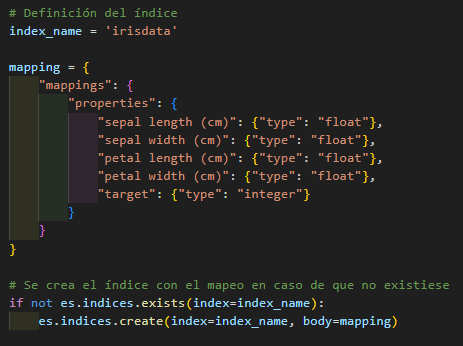 # Definición del índice
index_name = 'irisdata'

mapping = {
    "mappings": {
        "properties": {
            "sepal length (cm)": {"type": "float"},
            "sepal width (cm)": {"type": "float"},
            "petal length (cm)": {"type": "float"},
            "petal width (cm)": {"type": "float"},
            "target": {"type": "integer"}
        }
    }
}

# Se crea el índice con el mapeo en caso de que no existiese
if not es.indices.exists(index=index_name):
    es.indices.create(index=index_name, body=mapping)